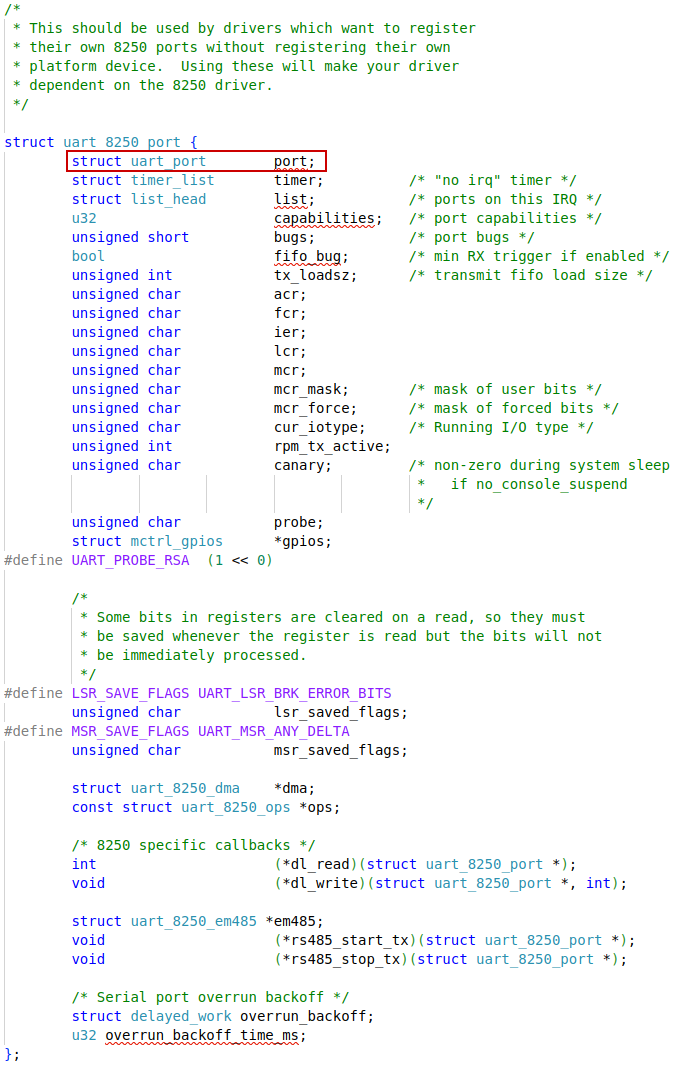 /*
 * This should be used by drivers which want to register
 * their own 8250 ports without registering their own
 * platform device.  Using these will make your driver
 * dependent on the 8250 driver.
 */
struct uart_8250_port {
        struct uart_port        port;
        struct timer_list       timer;          /* "no irq" timer */
        struct list_head        list;           /* ports on this IRQ */
        u32                     capabilities;   /* port capabilities */
        unsigned short          bugs;           /* port bugs */
        bool                    fifo_bug;       /* min RX trigger if enabled */
        unsigned int            tx_loadsz;      /* transmit fifo load size */
        unsigned char           acr;
        unsigned char           fcr;
        unsigned char           ier;
        unsigned char           lcr;
        unsigned char           mcr;
        unsigned char           mcr_mask;       /* mask of user bits */
        unsigned char           mcr_force;      /* mask of forced bits */
        unsigned char           cur_iotype;     /* Running I/O type */
        unsigned int            rpm_tx_active;
        unsigned char           canary;         /* non-zero during system sleep
                                                 *   if no_console_suspend
                                                 */
        unsigned char           probe;
        struct mctrl_gpios      *gpios;
#define UART_PROBE_RSA  (1 << 0)
        /*
         * Some bits in registers are cleared on a read, so they must
         * be saved whenever the register is read but the bits will not
         * be immediately processed.
         */
#define LSR_SAVE_FLAGS UART_LSR_BRK_ERROR_BITS
        unsigned char           lsr_saved_flags;
#define MSR_SAVE_FLAGS UART_MSR_ANY_DELTA
        unsigned char           msr_saved_flags;
        struct uart_8250_dma    *dma;
        const struct uart_8250_ops *ops;
        /* 8250 specific callbacks */
        int                     (*dl_read)(struct uart_8250_port *);
        void                    (*dl_write)(struct uart_8250_port *, int);
        struct uart_8250_em485 *em485;
        void                    (*rs485_start_tx)(struct uart_8250_port *);
        void                    (*rs485_stop_tx)(struct uart_8250_port *);
        /* Serial port overrun backoff */
        struct delayed_work overrun_backoff;
        u32 overrun_backoff_time_ms;
};